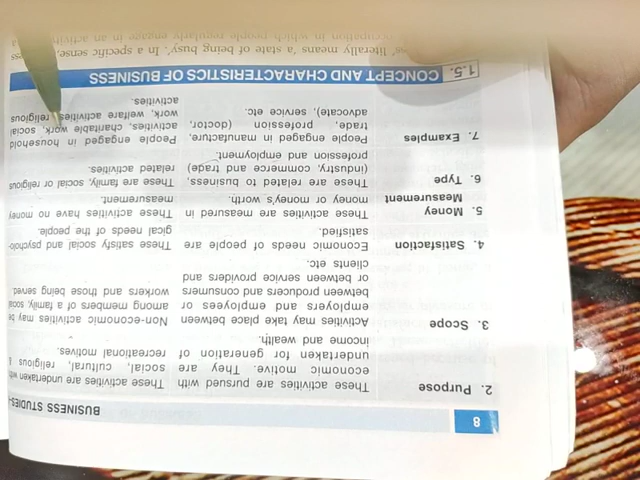 8
BUSINESS STUDIES
2. Purpose
These activities are pursued with
economic motive. They are
undertaken for generation of
income and wealth.
These activities are undertaken with
social, cultural, religious &
recreational motives.
3. Scope
Activities may take place between
employers and employees or
between producers and consumers
or between service providers and
clients etc.
Non-economic activities may be
among members of a family, social
workers and those being served.
4. Satisfaction
Economic needs of people are
satisfied.
These satisfy social and psycholo-
gical needs of the people.
5. Money
Measurement
These activities are measured in
money or money's worth.
These activities have no money
measurement.
6. Type
These are related to business,
(industry, commerce and trade)
profession and employment.
These are family, social or religious
related activities.
7. Examples
People engaged in manufacture,
trade, profession (doctor,
advocate), service etc.
People engaged in household
activities, charitable work, social
work, welfare activities, religious
activities.
1.5. CONCEPT AND CHARACTERISTICS OF BUSINESS
literally means 'a state of being busy'. In a specific sense,
occupation in which people regularly engage in an activity